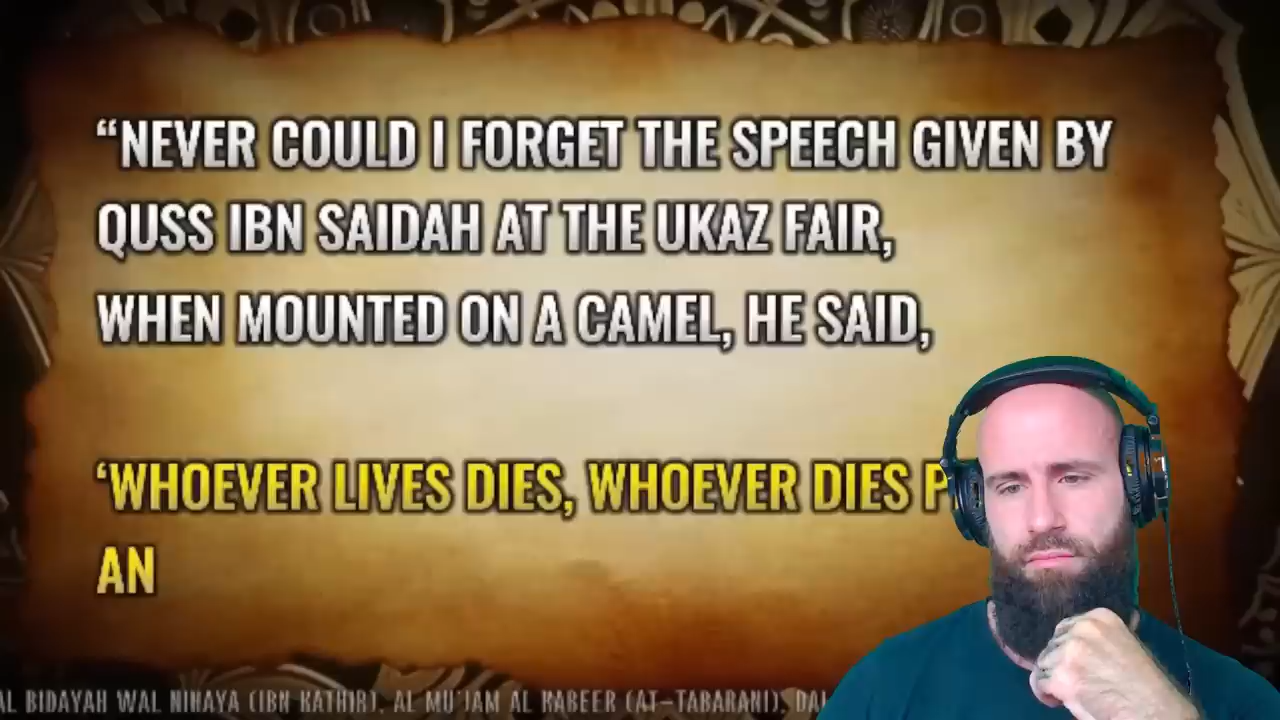 “NEVER COULD I FORGET THE SPEECH GIVEN BY
QUSS IBN SAIDAH AT THE UKAZ FAIR,
WHEN MOUNTED ON A CAMEL, HE SAID,
‘WHOEVER LIVES DIES, WHOEVER DIES
AN
AL BIDAYAH WAL NIHAYA (IBN KATHIR), AL MU'JAM AL KABEER (AT-TABARANI),